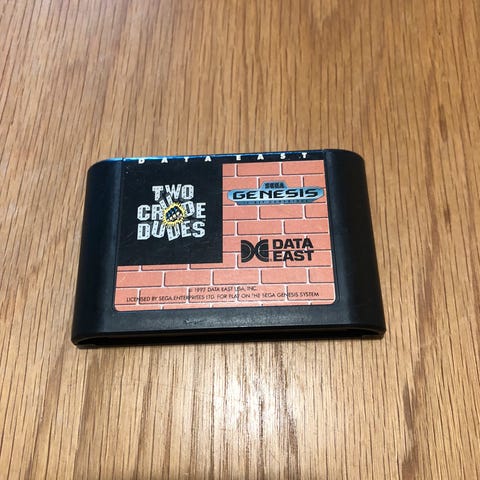 DATA EAST
TWO
CRUDE
DUDES
SEGA
GENESIS
DATA
EAST
© 1992 DATA EAST USA, INC.
LICENSED BY SEGA ENTERPRISES LTD. FOR PLAY ON THE SEGA GENESIS SYSTEM